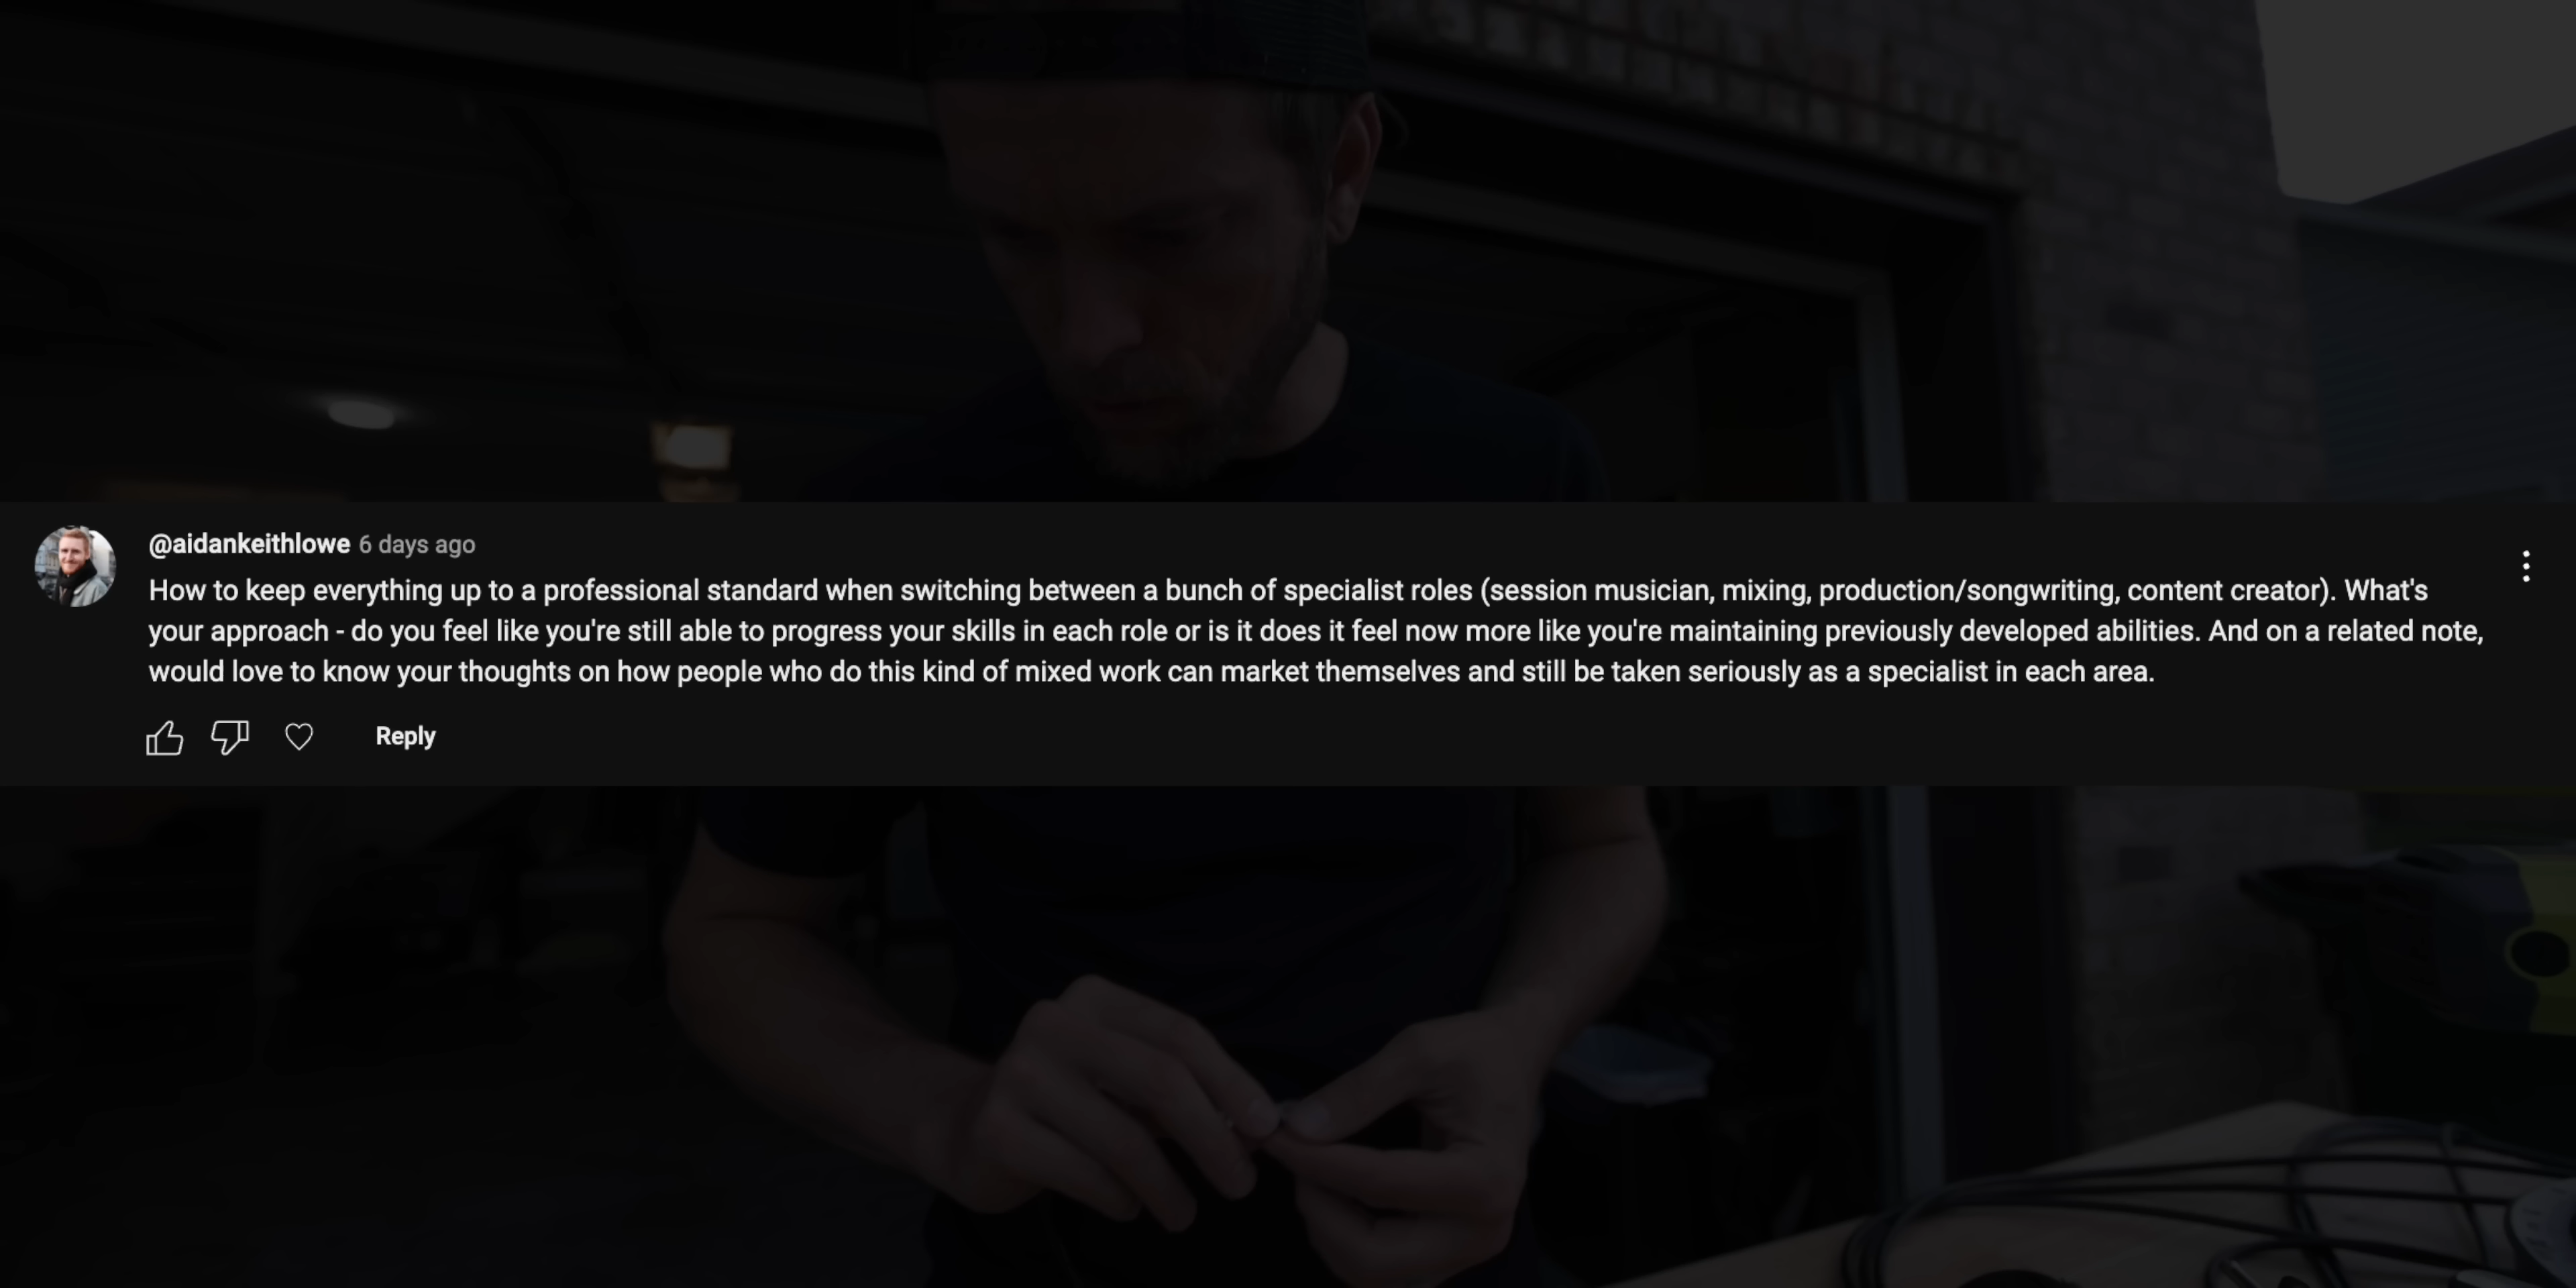 @aidankeithlowe 6 days ago
How to keep everything up to a professional standard when switching between a bunch of specialist roles (session musician, mixing, production/songwriting, content creator). What's
your approach - do you feel like you're still able to progress your skills in each role or is it does it feel now more like you're maintaining previously developed abilities. And on a related note,
would love to know your thoughts on how people who do this kind of mixed work can market themselves and still be taken seriously as a specialist in each area.
Reply